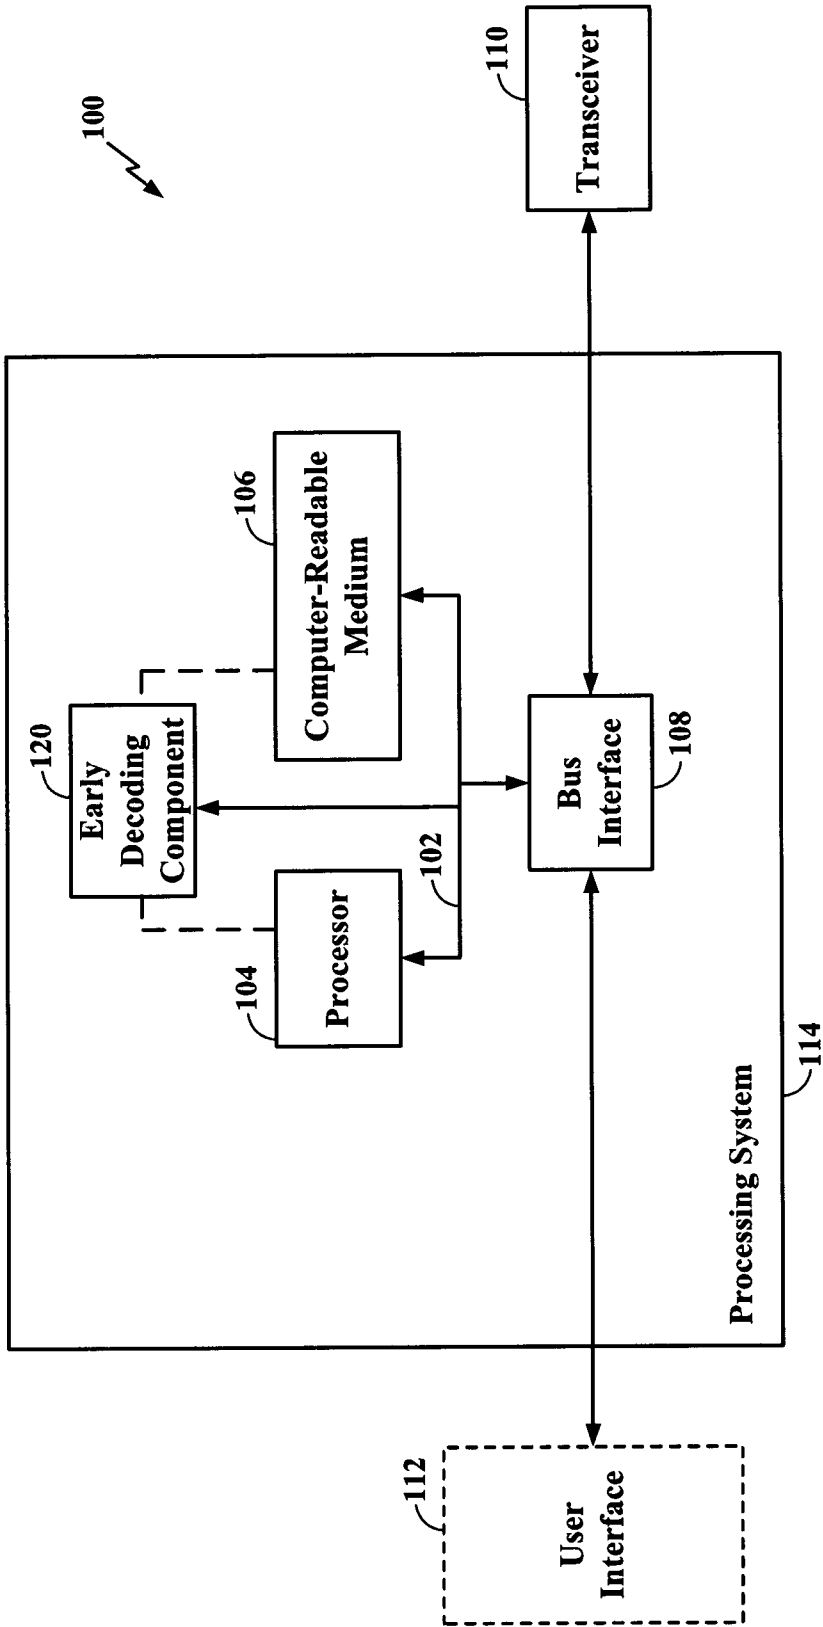 100
120
Early
Decoding
Component
104
Processor
106
Computer-Readable
Medium
102
Bus
Interface
108
110
Transceiver
112
User
Interface
Processing System
114